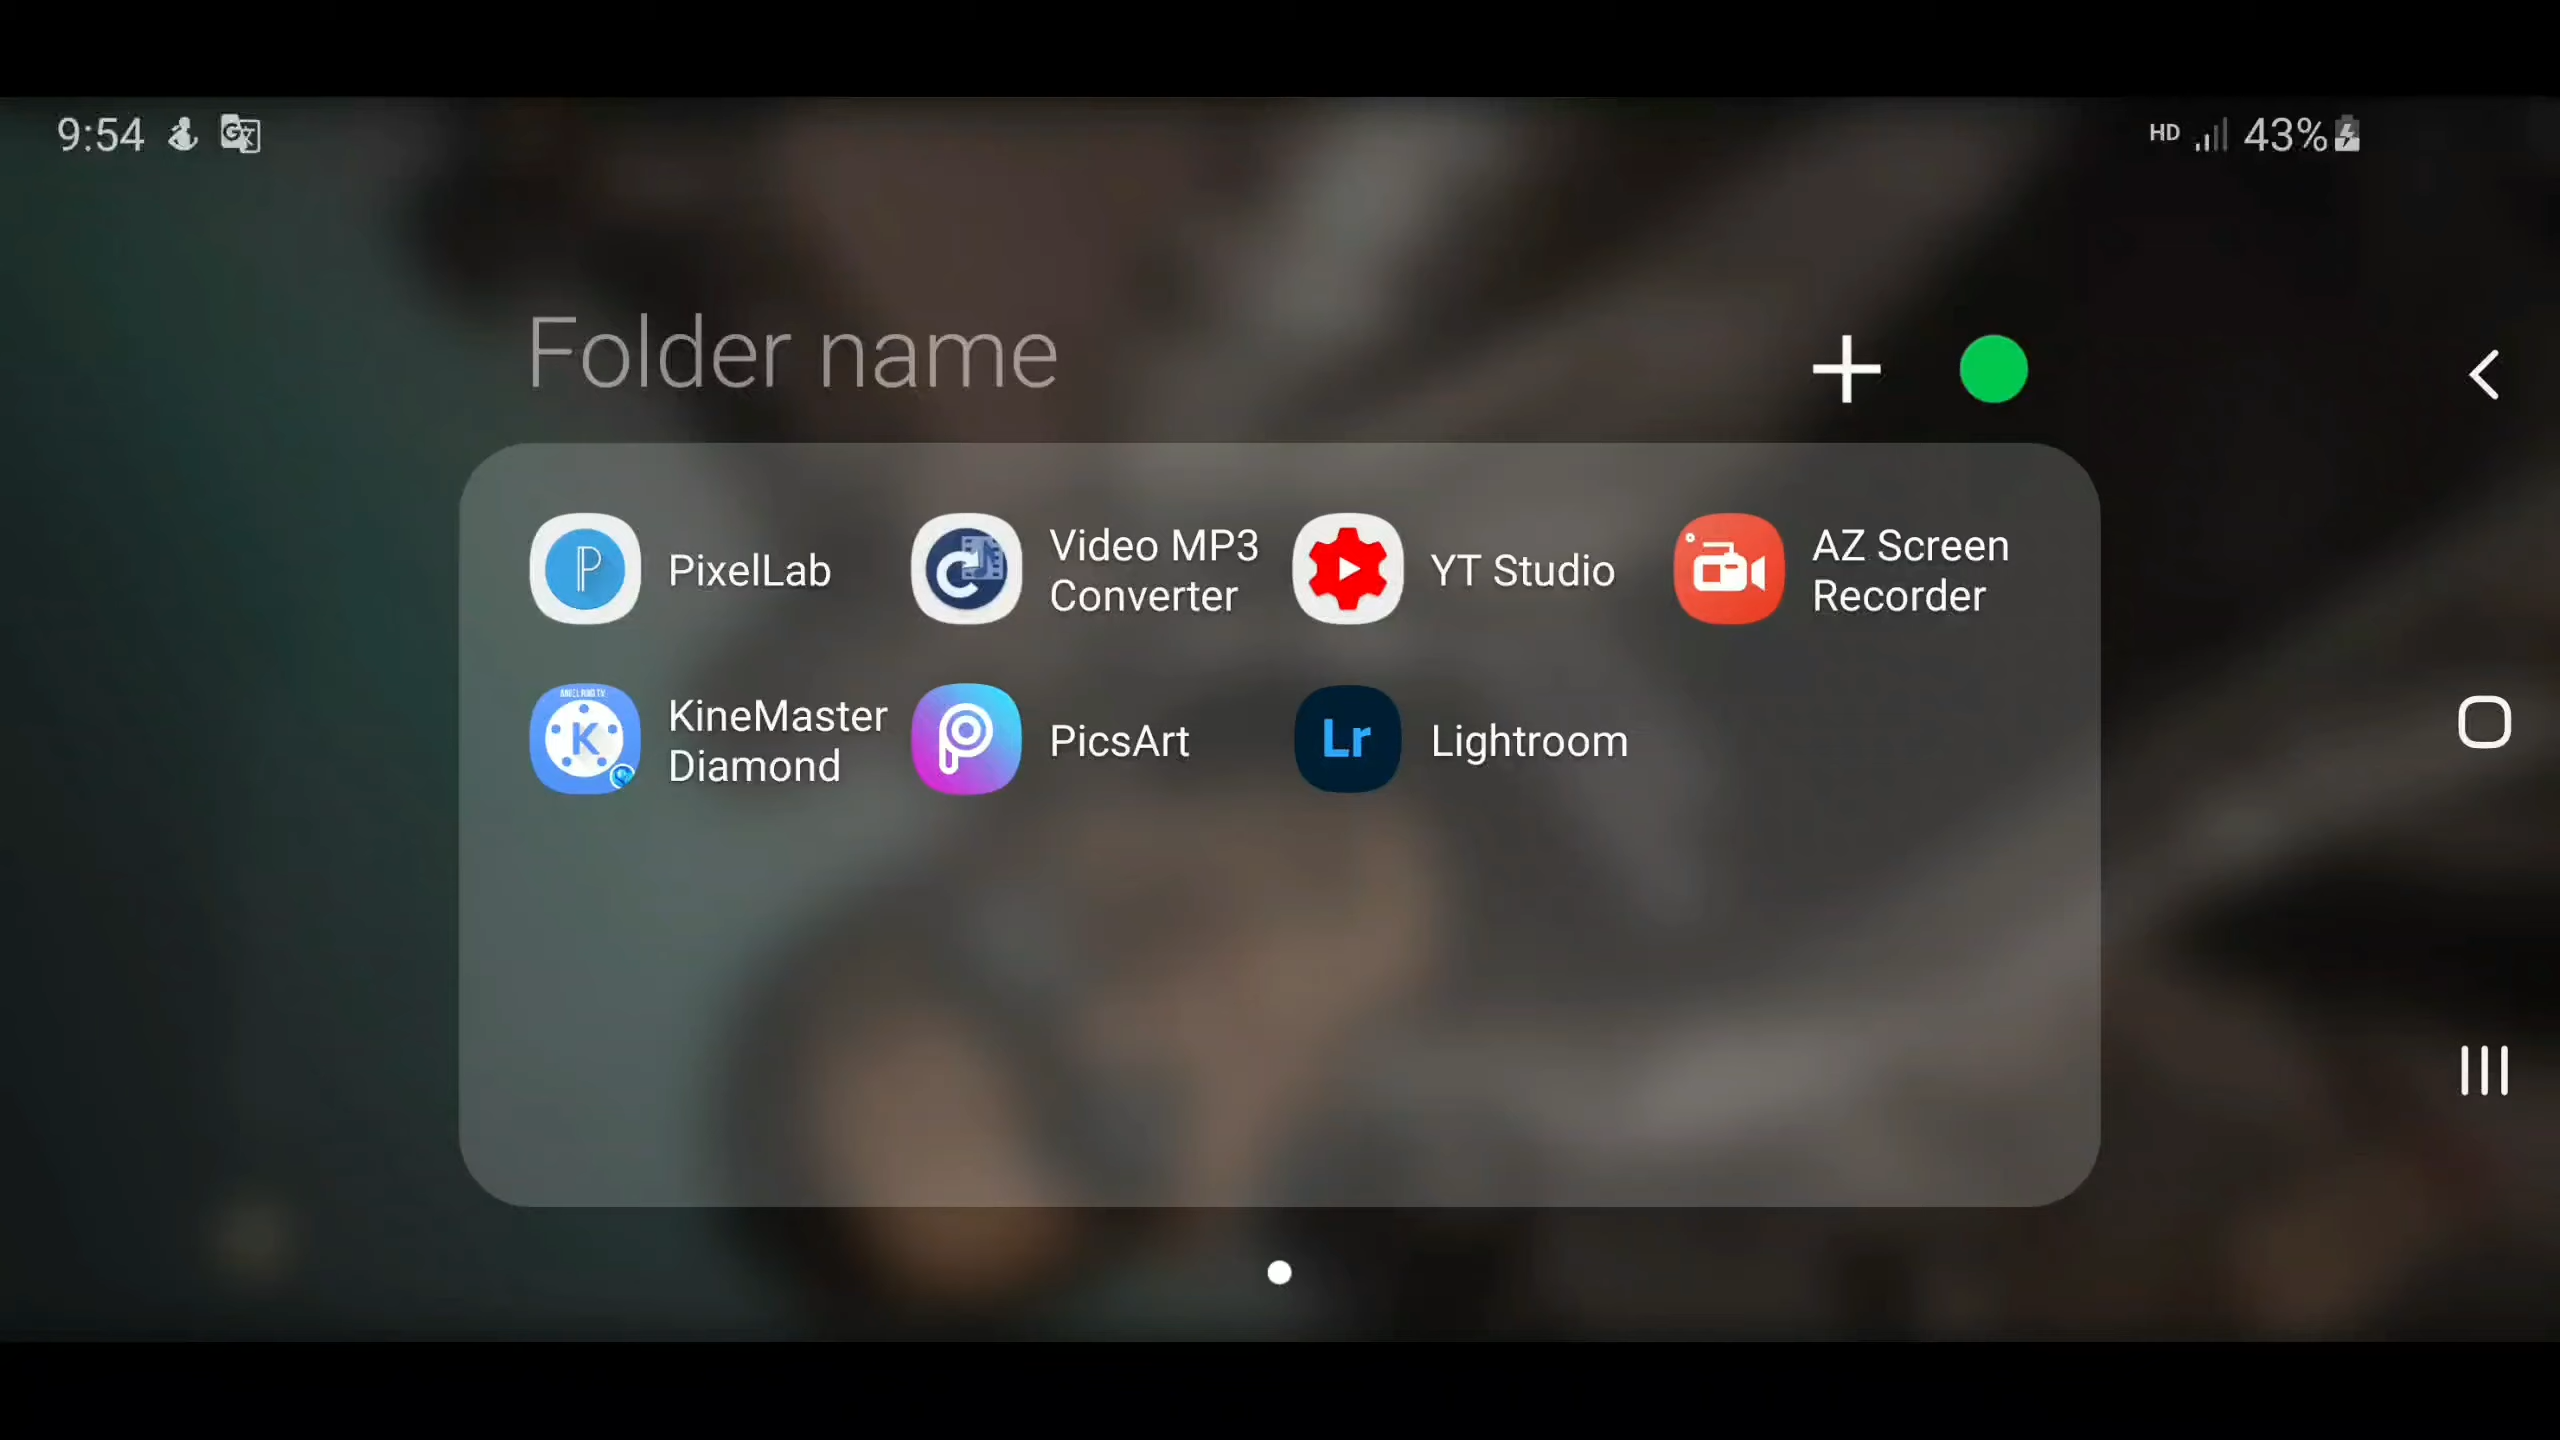 9:54
HD 43%
Folder name
PixelLab
Video MP3
Converter
YT Studio
AZ Screen
Recorder
KineMaster
Diamond
PicsArt
Lr
Lightroom